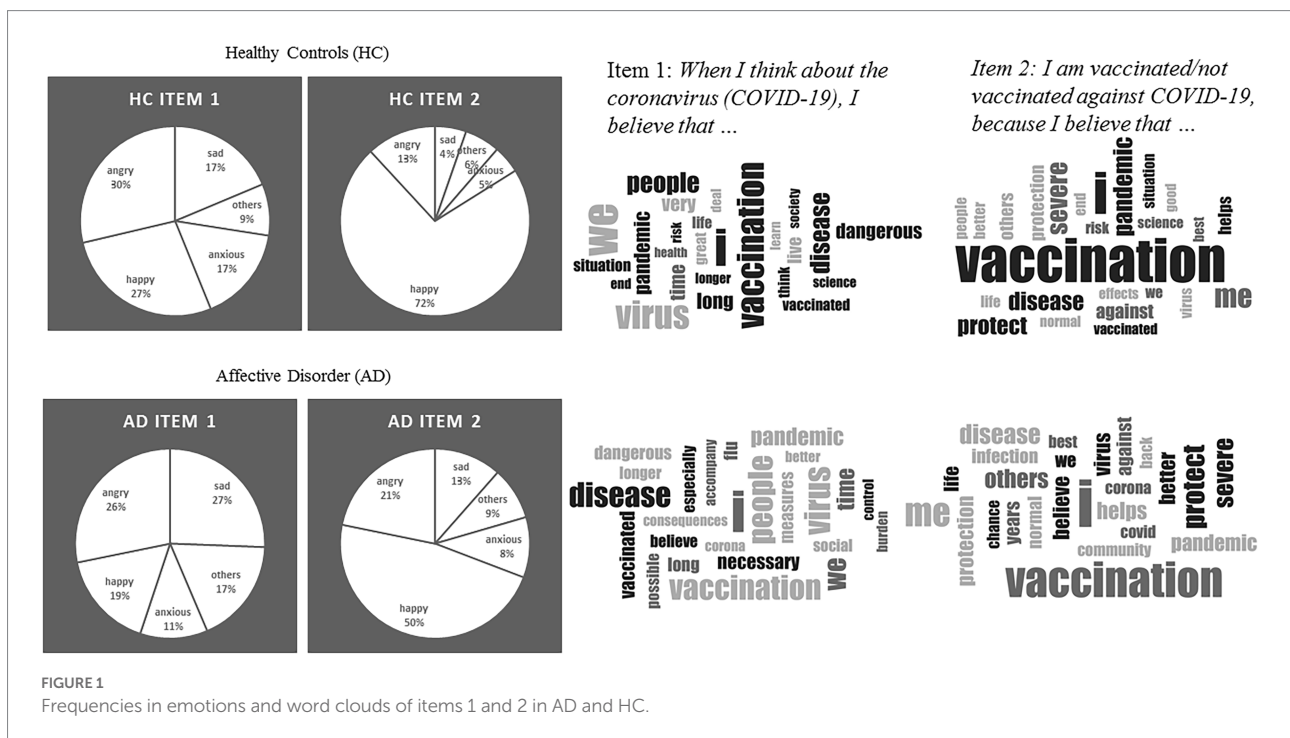 Healthy Controls (HC)
HC ITEM 1
angry
30%
sad
17%
others
9%
anxious
17%
happy
27%
HC ITEM 2
angry
13%
sad
4%
others
6%
anxious
5%
happy
72%
Item 1: When I think about the
coronavirus (COVID-19), I
believe that ...
people
very
deal
we
pandemic
life
risk
health
great
i
vaccination
society
learn
live
disease
dangerous
situation
end
time
longer
think
science
long
vaccinated
virus
Item 2: I am vaccinated/not
vaccinated against COVID-19,
because I believe that ...
people
better
others
protection
severe
end
risk
i
pandemic
situation
good
science
best
helps
vaccination
life
disease
effects
we
virus
me
against
protect
normal
vaccinated
Affective Disorder (AD)
AD ITEM 1
angry
26%
sad
27%
happy
19%
others
17%
anxious
11%
AD ITEM 2
angry
21%
sad
13%
others
9%
anxious
8%
happy
50%
dangerous
longer
especially
accompany
flu
pandemic
better
disease
i
people
measures
virus
time
control
burden
vaccinated
consequences
believe
corona
social
possible
long
necessary
we
vaccination
disease
infection
best
virus
against
back
life
others
we
better
protect
severe
corona
me
protection
chance
years
normal
believe
i
helps
covid
community
pandemic
vaccination
FIGURE 1
Frequencies in emotions and word clouds of items 1 and 2 in AD and HC.